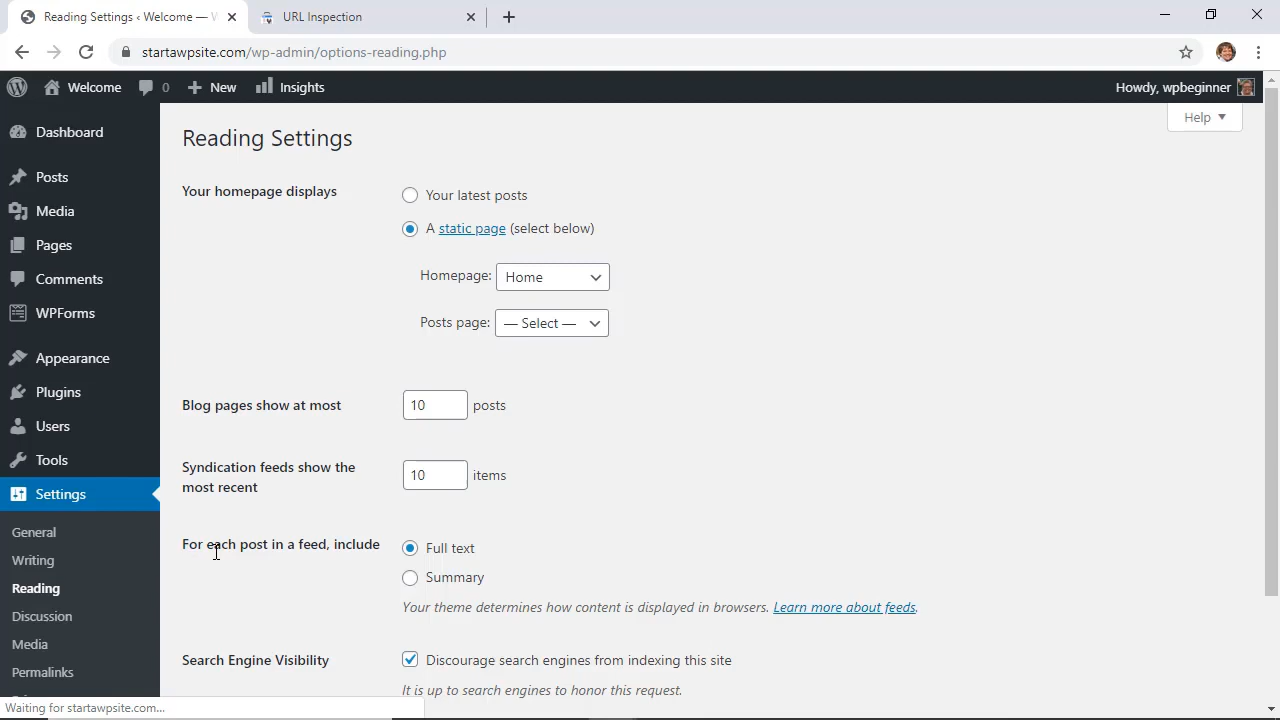 Reading Settings ‹ Welcome — W
URL Inspection
startawpsite.com/wp-admin/options-reading.php
Welcome 0 New Insights
Howdy, wpbeginner
Help
Dashboard
Posts
Media
Pages
Comments
WPForms
Appearance
Plugins
Users
Tools
Settings
General
Writing
Reading
Discussion
Media
Permalinks
Reading Settings
Your homepage displays
Your latest posts
A static page (select below)
Homepage: Home
Posts page: — Select —
Blog pages show at most 10 posts
Syndication feeds show the
most recent
10 items
For each post in a feed, include
Full text
Summary
Your theme determines how content is displayed in browsers. Learn more about feeds.
Search Engine Visibility
Discourage search engines from indexing this site
It is up to search engines to honor this request.
Waiting for startawpsite.com...